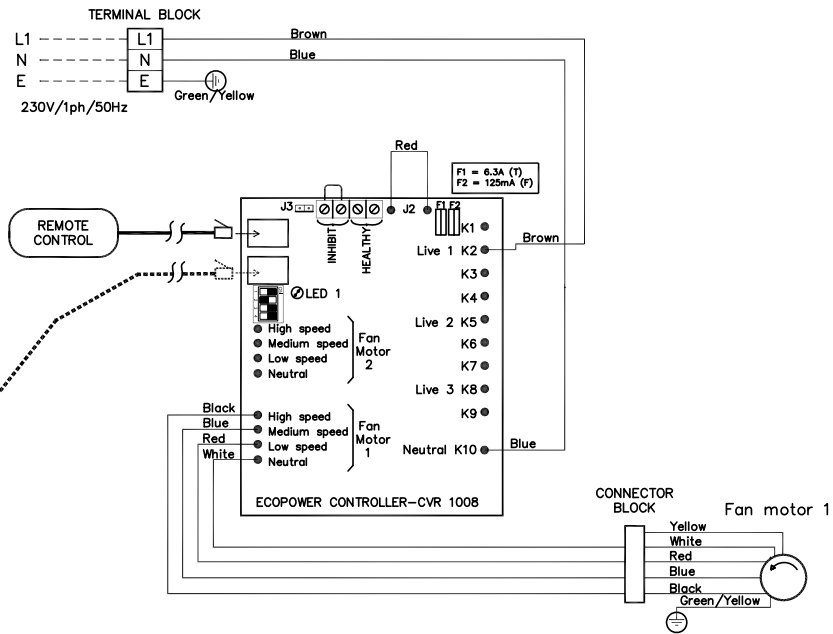 TERMINAL BLOCK
L1 L1 Brown
N N Blue
E E
Green/Yellow
230V/1ph/50Hz
Red
F1 = 6.3A (T)
F2 = 125mA (F)
J3 J2 F1 F2
REMOTE
CONTROL
INHIBIT
HEALTHY
K1
Live 1 K2 Brown
K3
LED 1
K4
Live 2 K5
K6
K7
Live 3 K8
K9
Neutral K10 Blue
High speed
Medium speed
Low speed
Neutral
Fan
Motor
2
Black
Blue
Red
White
High speed
Medium speed
Low speed
Neutral
Fan
Motor
1
ECOPOWER CONTROLLER-CVR 1008
CONNECTOR
BLOCK
Fan motor 1
Yellow
White
Red
Blue
Black
Green/Yellow